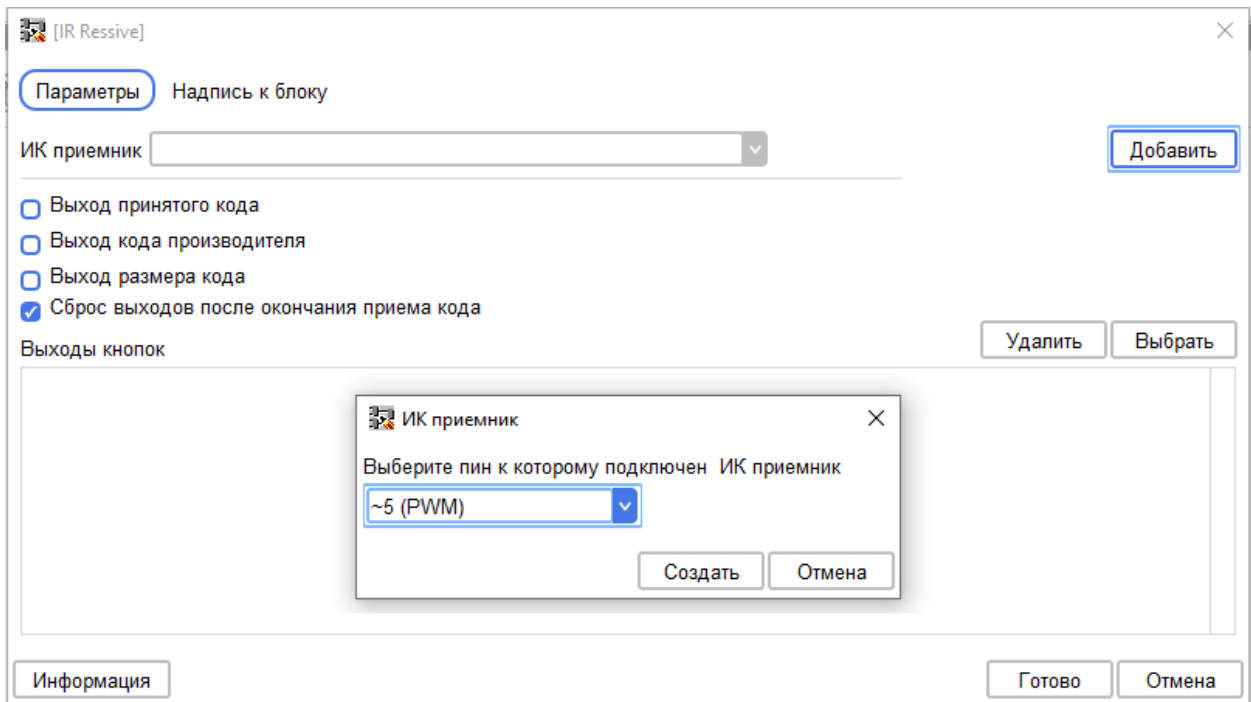 [IR Ressive]
Параметры Надпись к блоку
ИК приемник Добавить
Выход принятого кода
Выход кода производителя
Выход размера кода
Сброс выходов после окончания приема кода
Выходы кнопок Удалить Выбрать
ИК приемник
Выберите пин к которому подключен ИК приемник
~5 (PWM)
Создать Отмена
Информация Готово Отмена